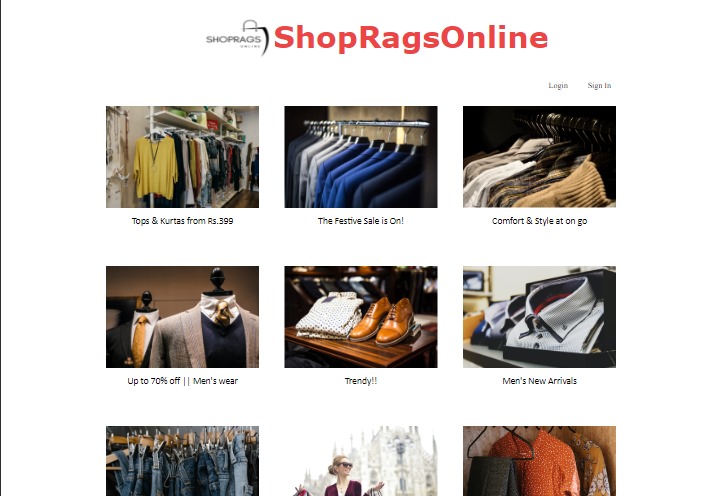 SHOPRAGS
ONLINE
ShopRagsOnline
Login Sign In
Tops & Kurtas from Rs.399
The Festive Sale is On!
Comfort & Style at on go
Up to 70% off || Men's wear
Trendy!!
Men's New Arrivals